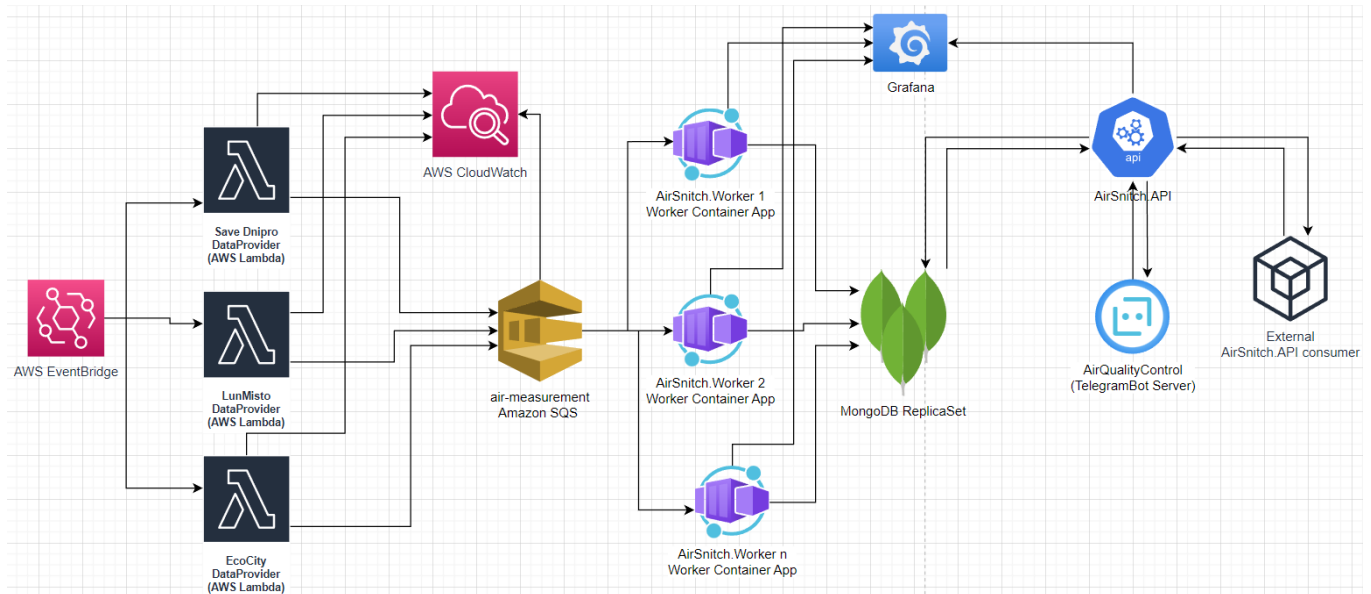 Grafana
AWS CloudWatch
api
AirSnitch.API
AirSnitch.Worker 1
Worker Container App
Save Dnipro
DataProvider
(AWS Lambda)
AWS EventBridge
LunMisto
DataProvider
(AWS Lambda)
air-measurement
Amazon SQS
AirSnitch.Worker 2
Worker Container App
MongoDB ReplicaSet
AirQualityControl
(TelegramBot Server)
External
AirSnitch.API consumer
EcoCity
DataProvider
(AWS Lambda)
AirSnitch.Worker n
Worker Container App